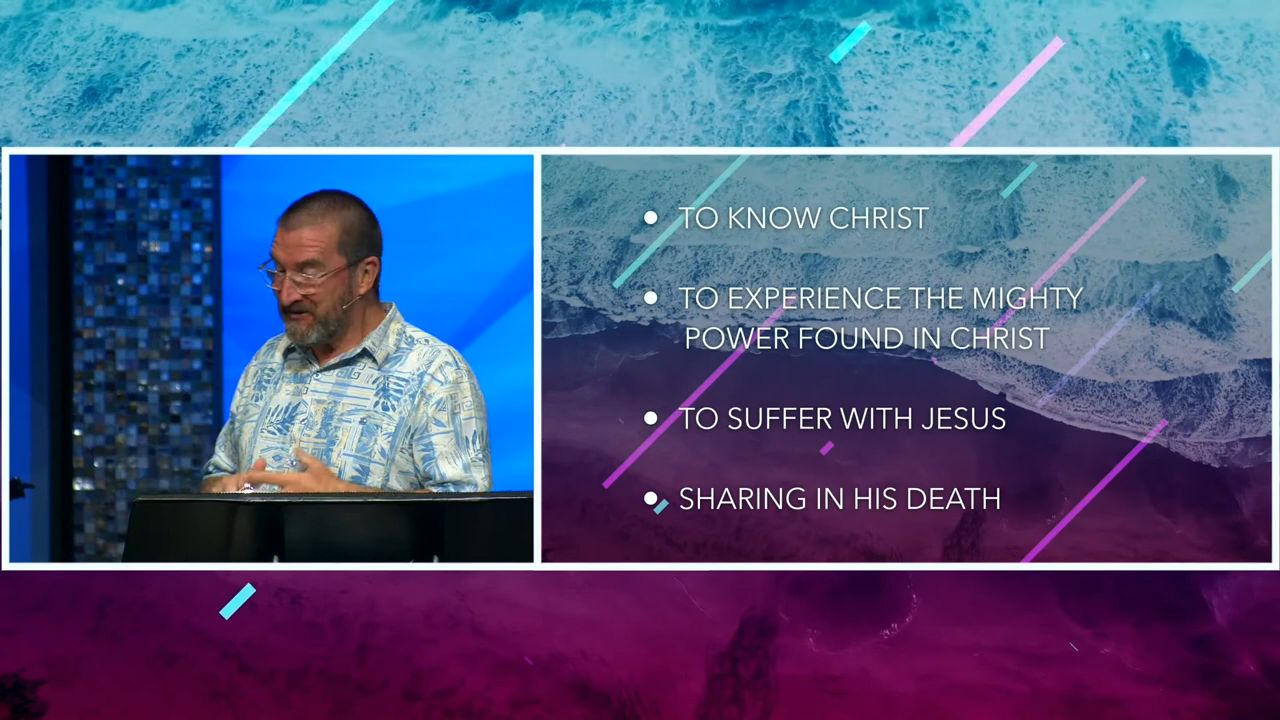 • TO KNOW CHRIST
• TO EXPERIENCE THE MIGHTY
POWER FOUND IN CHRIST
• TO SUFFER WITH JESUS
• SHARING IN HIS DEATH